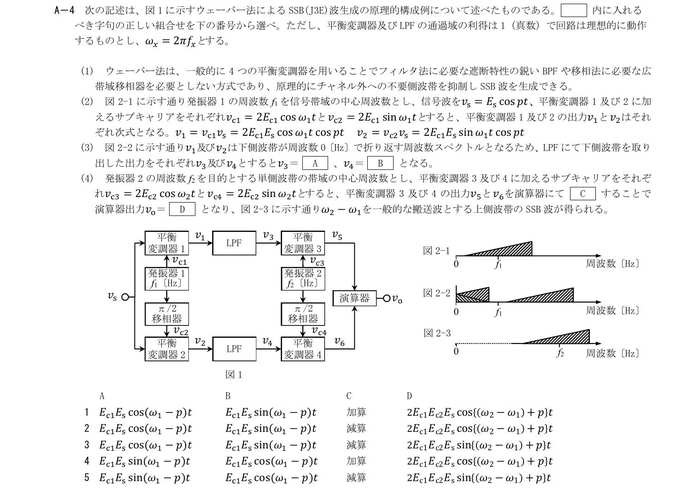 A－4 次の記述は、図1に示すウェーバー法によるSSB(J3E)波生成の原理的構成例について述べたものである。□内に入れるべき字句の正しい組合せを下の番号から選べ。ただし、平衡変調器及びLPFの通過域の利得は1（真数）で回路は理想的に動作するものとし、ωx＝2πfxとする。
(1) ウェーバー法は、一般的に4つの平衡変調器を用いることでフィルタ法に必要な遮断特性の鋭いBPFや移相法に必要な広帯域移相器を必要としない方式であり、原理的にチャネル外への不要側波帯を抑制しSSB波を生成できる。
(2) 図2-1に示す通り発振器1の周波数f1を信号帯域の中心周波数とし、信号波をvs＝Es cos pt、平衡変調器1及び2に加えるサブキャリアをそれぞれvc1＝2Ec1 cos ω1tとvc2＝2Ec1 sin ω1tとすると、平衡変調器1及び2の出力v1とv2はそれぞれ次式となる。v1＝vc1vs＝2Ec1Es cos ω1t cos pt v2＝vc2vs＝2Ec1Es sin ω1t cos pt
(3) 図2-2に示す通りv1及びv2は下側波帯が周波数0〔Hz〕で折り返す周波数スペクトルとなるため、LPFにて下側波帯を取り出した出力をそれぞれv3及びv4とするとv3＝ A 、v4＝ B となる。
(4) 発振器2の周波数f2を目的とする単側波帯の帯域の中心周波数とし、平衡変調器3及び4に加えるサブキャリアをそれぞれvc3＝2Ec2 cos ω2tとvc4＝2Ec2 sin ω2tとすると、平衡変調器3及び4の出力v5とv6を演算器にて C することで演算器出力vo＝ D となり、図2-3に示す通りω2－ω1を一般的な搬送波とする上側波帯のSSB波が得られる。
vs
平衡
変調器1
v1
LPF
v3
平衡
変調器3
v5
vc1
vc3
発振器1
f1〔Hz〕
発振器2
f2〔Hz〕
π/2
移相器
π/2
移相器
vc2
vc4
平衡
変調器2
v2
LPF
v4
平衡
変調器4
v6
演算器
vo
図1
図2-1
0
f1
周波数〔Hz〕
図2-2
0
f1
周波数〔Hz〕
図2-3
0
f2
周波数〔Hz〕
A B C D
1 Ec1Es cos(ω1 − p)t Ec1Es sin(ω1 − p)t 加算 2Ec1Ec2Es cos{(ω2 − ω1) + p}t
2 Ec1Es cos(ω1 − p)t Ec1Es sin(ω1 − p)t 減算 2Ec1Ec2Es cos{(ω2 − ω1) + p}t
3 Ec1Es cos(ω1 − p)t Ec1Es sin(ω1 − p)t 減算 2Ec1Ec2Es sin{(ω2 − ω1) + p}t
4 Ec1Es sin(ω1 − p)t Ec1Es cos(ω1 − p)t 加算 2Ec1Ec2Es cos{(ω2 − ω1) + p}t
5 Ec1Es sin(ω1 − p)t Ec1Es cos(ω1 − p)t 減算 2Ec1Ec2Es sin{(ω2 − ω1) + p}t